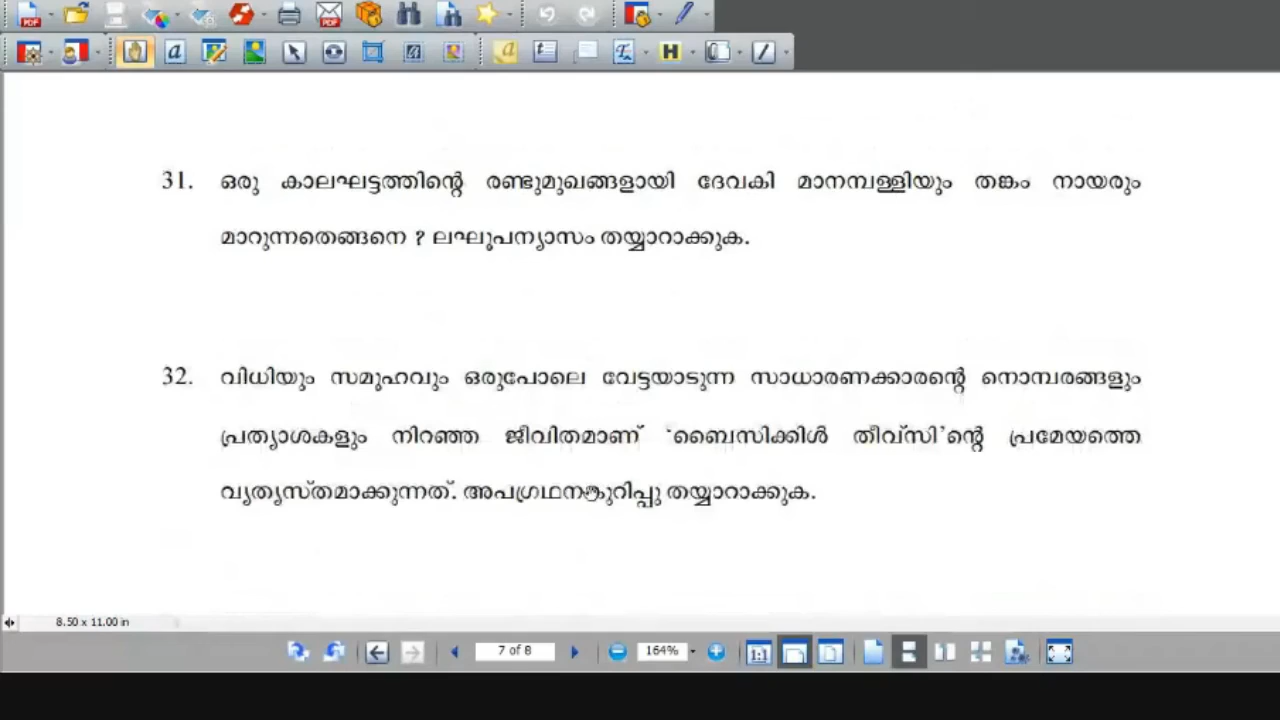 31. ഒരു കാലഘട്ടത്തിന്റെ രണ്ടുമുഖങ്ങളായി ദേവകി മാനമ്പള്ളിയും തങ്കം നായരും
മാറുന്നതെങ്ങനെ ? ലഘൂപന്യാസം തയ്യാറാക്കുക.
32. വിധിയും സമൂഹവും ഒരുപോലെ വേട്ടയാടുന്ന സാധാരണക്കാരന്റെ നൊമ്പരങ്ങളും
പ്രത്യാശകളും നിറഞ്ഞ ജീവിതമാണ് 'ബൈസിക്കിൾ തീവ്സി'ന്റെ പ്രമേയത്തെ
വ്യത്യസ്തമാക്കുന്നത്. അപഗ്രഥനക്കുറിപ്പു തയ്യാറാക്കുക.
8.50 x 11.00 in
7 of 8 164% 1:1